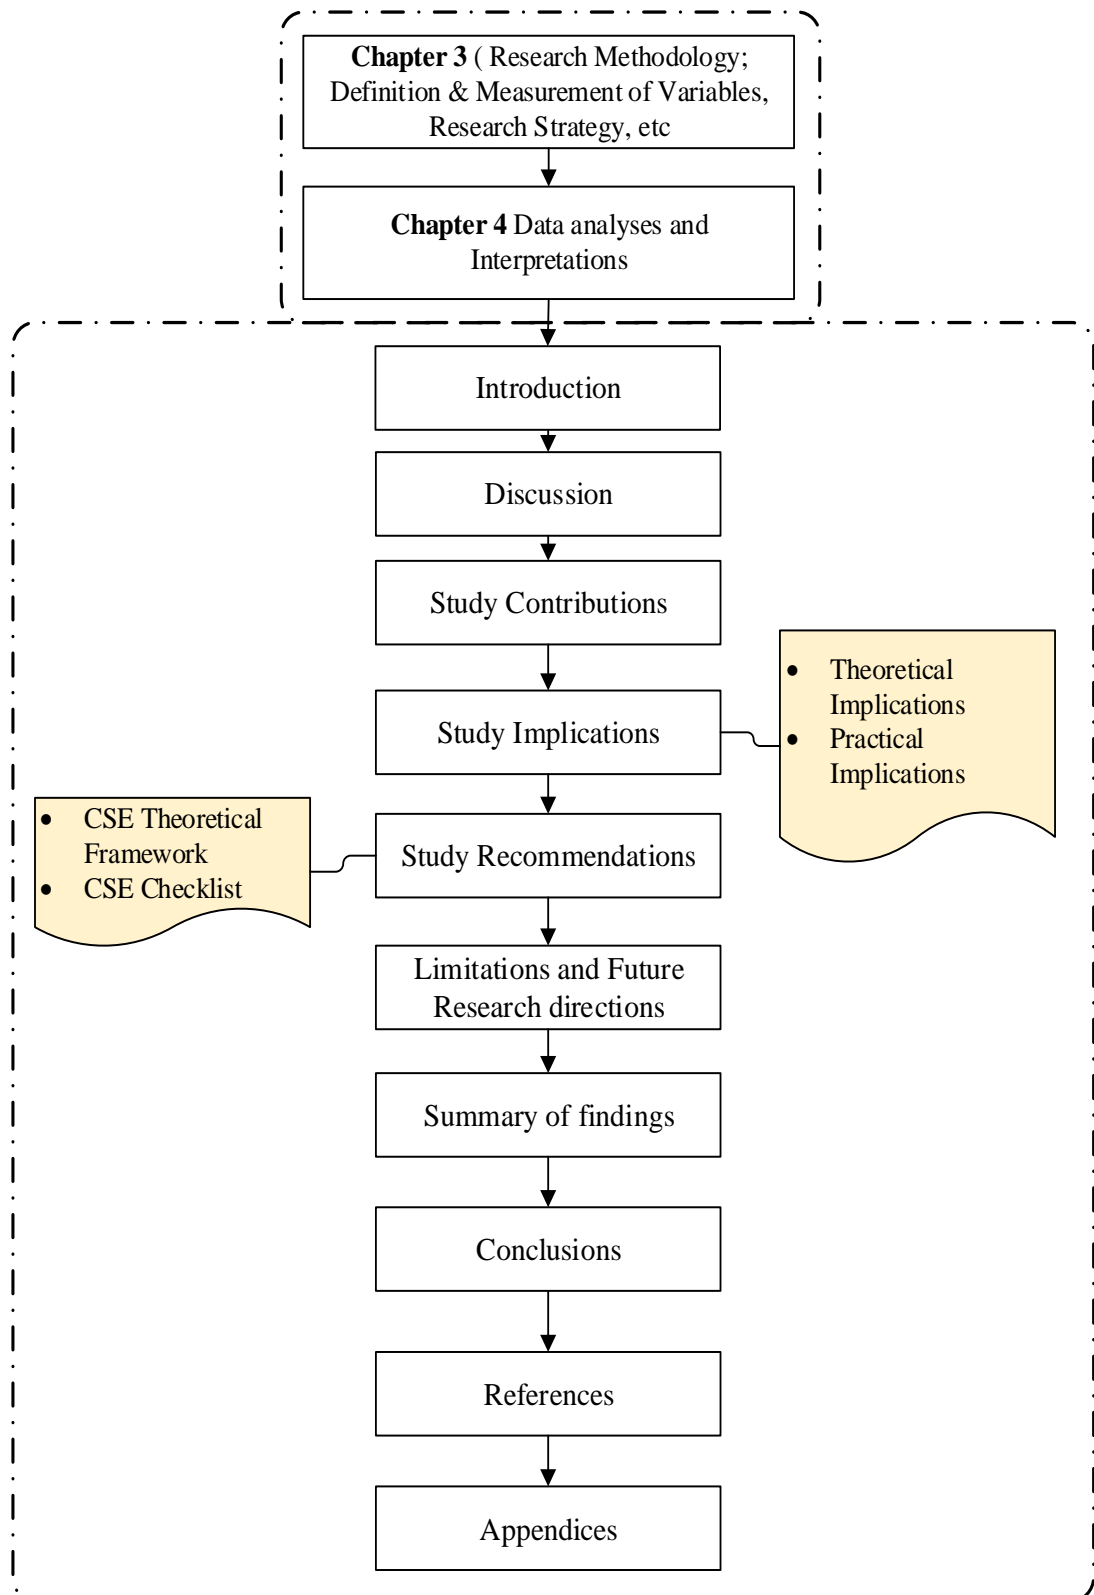 Chapter 3 ( Research Methodology;
Definition & Measurement of Variables,
Research Strategy, etc
Chapter 4 Data analyses and
Interpretations
Introduction
Discussion
Study Contributions
Study Implications
• Theoretical
Implications
• Practical
Implications
Study Recommendations
• CSE Theoretical
Framework
• CSE Checklist
Limitations and Future
Research directions
Summary of findings
Conclusions
References
Appendices